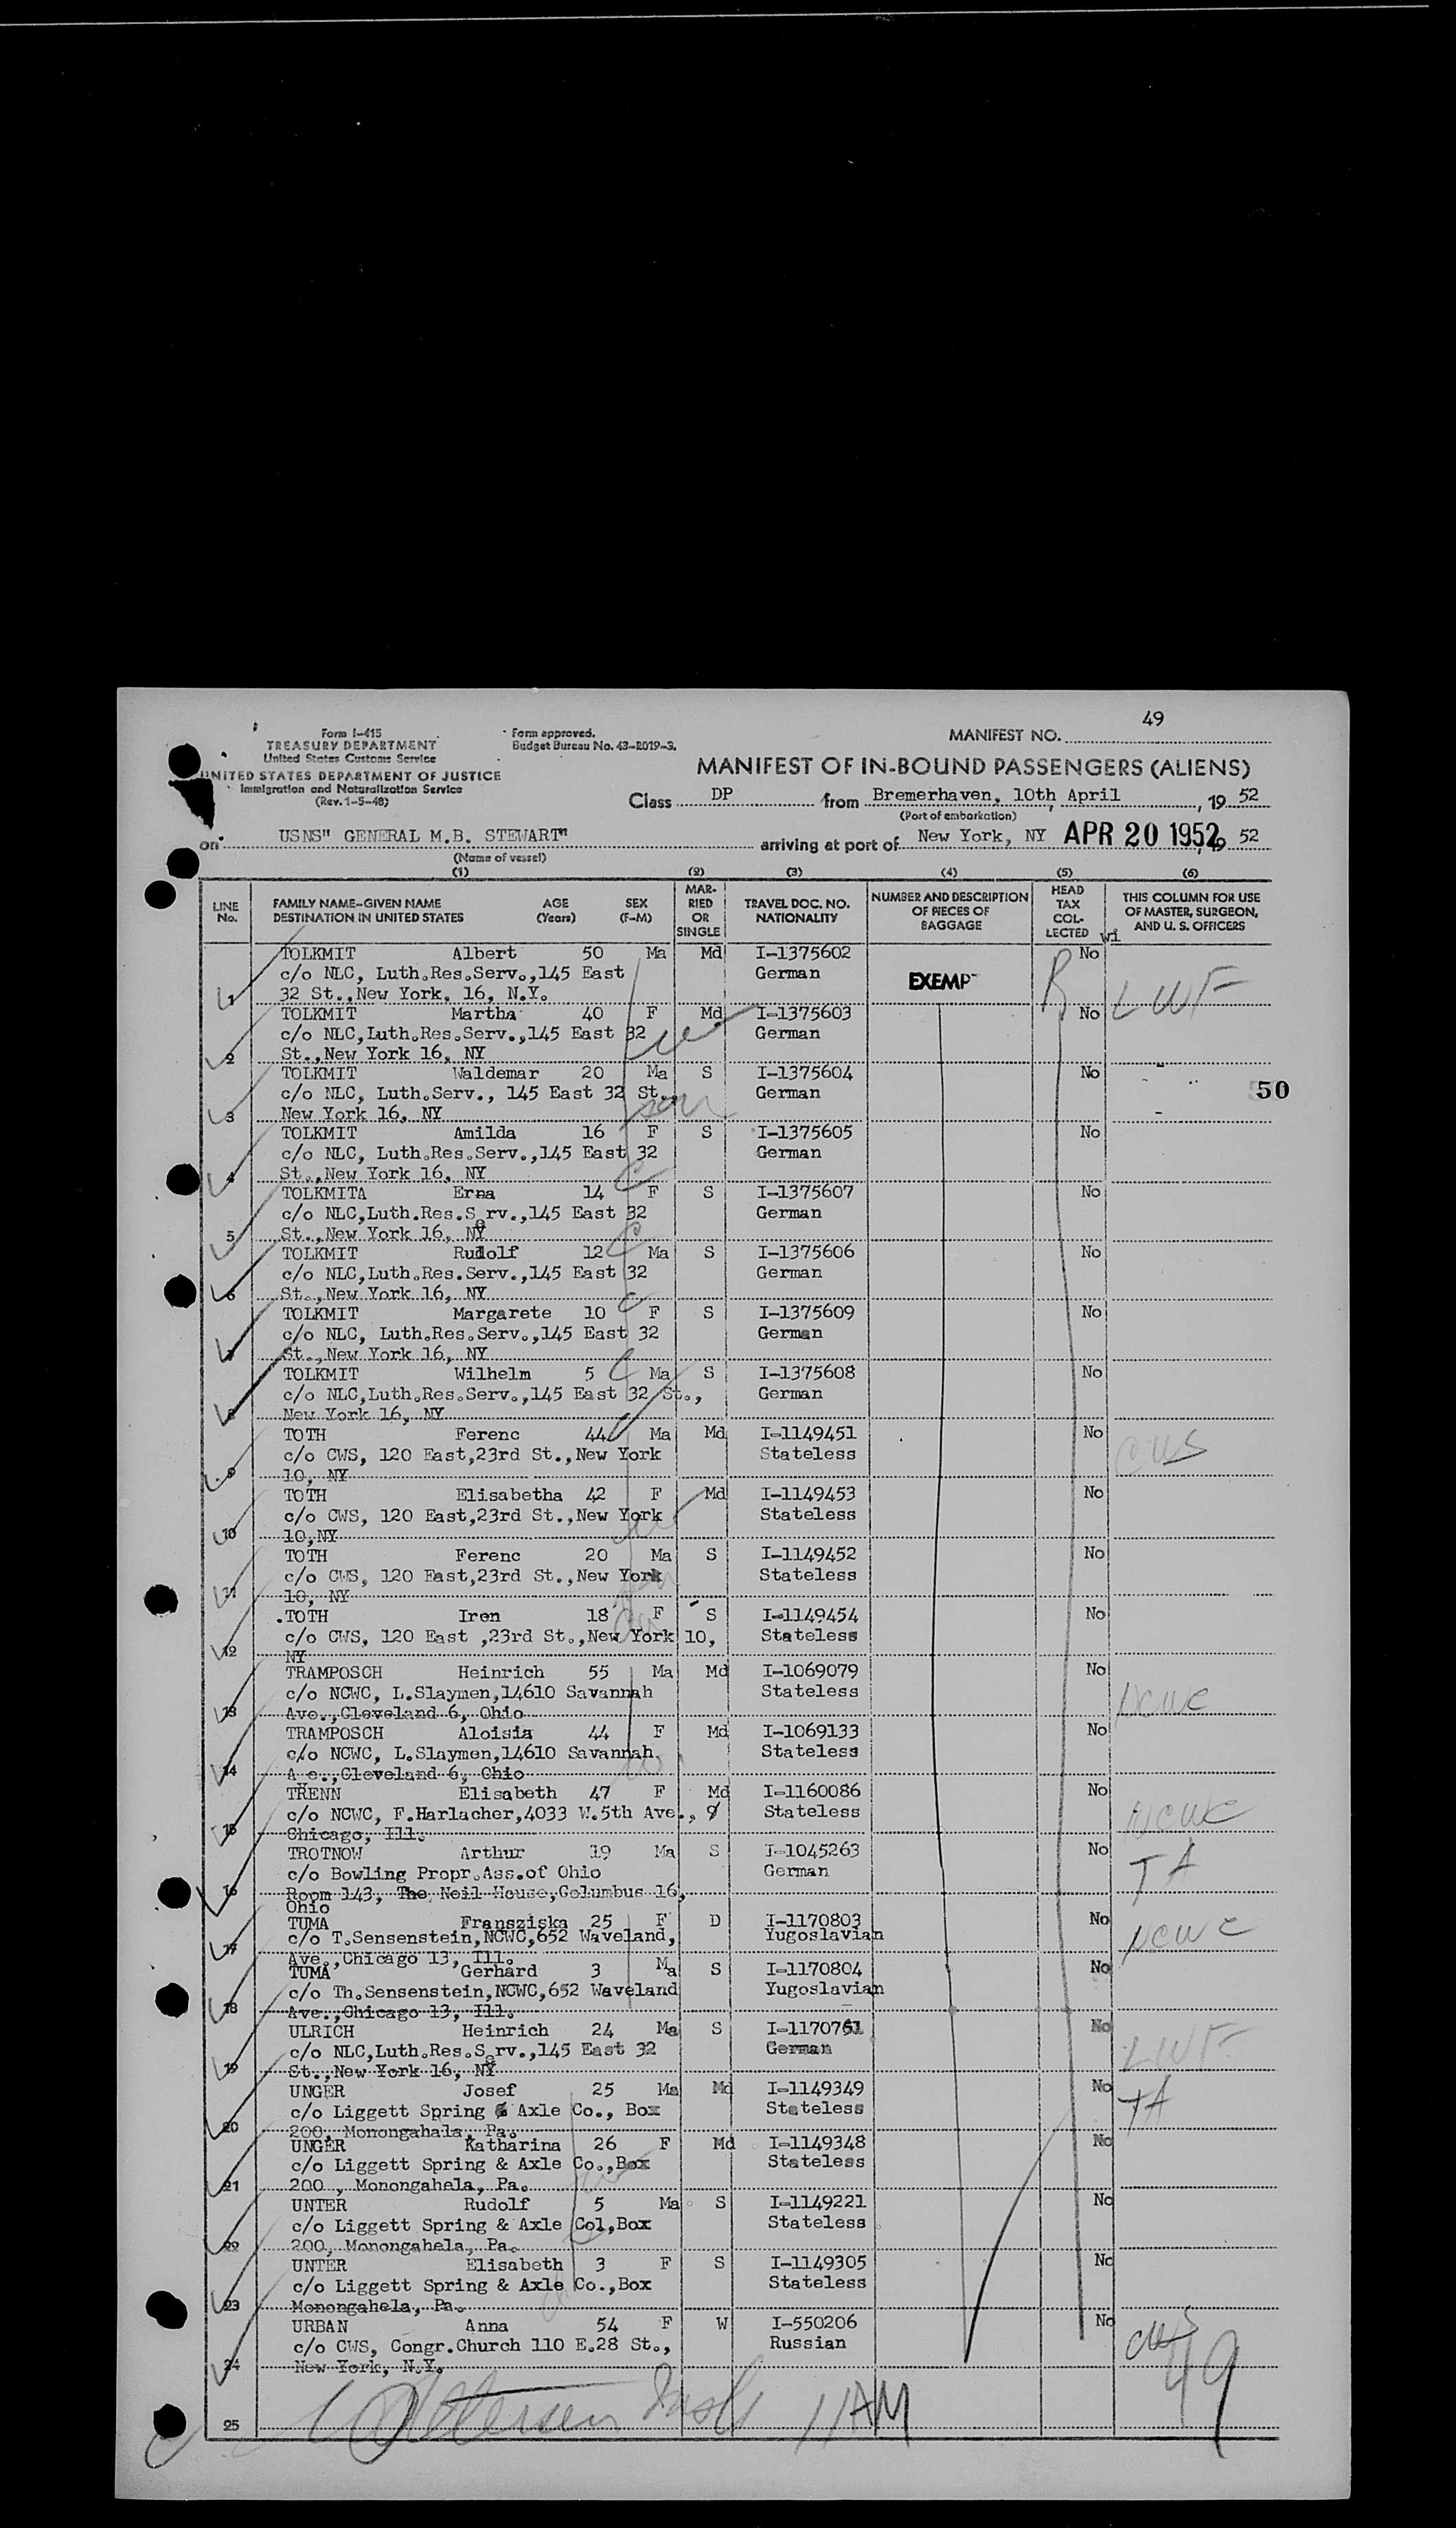 49
Form I-415
TREASURY DEPARTMENT
United States Customs Service
UNITED STATES DEPARTMENT OF JUSTICE
Immigration and Naturalization Service
(Rev. 1-5-48)
Form approved.
Budget Bureau No. 43-R019-3.
MANIFEST NO.
MANIFEST OF IN-BOUND PASSENGERS (ALIENS)
Class DP from Bremerhaven, 10th April, 19 52
(Port of embarkation)
on USNS" GENERAL M.B. STEWART" arriving at port of New York, NY APR 20 1952, 19 52
(Name of vessel)
(1) (2) (3) (4) (5) (6)
LINE No. FAMILY NAME-GIVEN NAME DESTINATION IN UNITED STATES AGE (Years) SEX (F-M) MARRIED OR SINGLE TRAVEL DOC. NO. NATIONALITY NUMBER AND DESCRIPTION OF PIECES OF BAGGAGE HEAD TAX COLLECTED THIS COLUMN FOR USE OF MASTER, SURGEON, AND U. S. OFFICERS
wi
TOLKMIT Albert 50 Ma Md I-1375602 No
c/o NLC, Luth.Res.Serv.,145 East German EXEMP R LWF
1 32 St.,New York, 16, N.Y.
TOLKMIT Martha 40 F Md I-1375603 No
c/o NLC,Luth.Res.Serv.,145 East 32 German
2 St.,New York 16, NY
TOLKMIT Waldemar 20 Ma S I-1375604 No
c/o NLC, Luth.Serv., 145 East 32 St., German 50
3 New York 16, NY son
TOLKMIT Amilda 16 F S I-1375605 No
c/o NLC, Luth.Res.Serv.,145 East 32 German
4 St.,New York 16, NY
TOLKMITA Erna 14 F S I-1375607 No
c/o NLC,Luth.Res.Serv.,145 East 32 German
5 St.,New York 16, NY
TOLKMIT Rudolf 12 Ma S I-1375606 No
c/o NLC,Luth.Res.Serv.,145 East 32 German
6 St.,New York 16, NY
TOLKMIT Margarete 10 F S I-1375609 No
c/o NLC, Luth.Res.Serv.,145 East 32 German
7 St.,New York 16, NY
TOLKMIT Wilhelm 5 Ma S I-1375608 No
c/o NLC,Luth.Res.Serv.,145 East 32 St., German
8 New York 16, NY
TOTH Ferenc 44 Ma Md I-1149451 No
c/o CWS, 120 East,23rd St.,New York Stateless CWS
9 10, NY
TOTH Elisabetha 42 F Md I-1149453 No
c/o CWS, 120 East,23rd St.,New York Stateless
10 10,NY
TOTH Ferenc 20 Ma S I-1149452 No
c/o CWS, 120 East,23rd St.,New York Stateless
11 10, NY
.TOTH Iren 18 F S I-1149454 No
c/o CWS, 120 East ,23rd St.,New York 10, Stateless
12 NY
TRAMPOSCH Heinrich 55 Ma Md I-1069079 No
c/o NCWC, L.Slaymen,14610 Savannah Stateless NCWC
13 Ave.,Cleveland 6, Ohio
TRAMPOSCH Aloisia 44 F Md I-1069133 No
c/o NCWC, L.Slaymen,14610 Savannah Stateless
14 A e.,Cleveland 6, Ohio
TRENN Elisabeth 47 F Md I-1160086 No
c/o NCWC, F.Harlacher,4033 W.5th Ave., 9 Stateless NCWC
15 Chicago, Ill.
TROTNOW Arthur 19 Ma S I-1045263 No
c/o Bowling Propr.Ass.of Ohio German TA
16 Room 143, The Neil House,Columbus 16,
Ohio
TUMA Fransziska 25 F D I-1170803 No
c/o T.Sensenstein,NCWC,652 Waveland, Yugoslavian NCWC
17 Ave.,Chicago 13, Ill.
TUMA Gerhard 3 Ma S I-1170804 No
c/o Th.Sensenstein,NCWC,652 Waveland Yugoslavian
18 Ave.,Chicago 13, Ill.
ULRICH Heinrich 24 Ma S I-1170761 No
c/o NLC,Luth.Res.Serv.,145 East 32 German LWF
19 St.,New York 16, NY
UNGER Josef 25 Ma Md I-1149349 No
c/o Liggett Spring & Axle Co., Box Stateless TA
20 200, Monongahala, Pa.
UNGER Katharina 26 F Md I-1149348 No
c/o Liggett Spring & Axle Co.,Box Stateless
21 200 , Monongahela, Pa.
UNTER Rudolf 5 Ma S I-1149221 No
c/o Liggett Spring & Axle Col,Box Stateless
22 200, Monongahela, Pa.
UNTER Elisabeth 3 F S I-1149305 No
c/o Liggett Spring & Axle Co.,Box Stateless
23 Monongahela, Pa.
URBAN Anna 54 F W I-550206 No
c/o CWS, Congr.Church 110 E.28 St., Russian CWS
24 New York, N.Y.
25 11AM 49